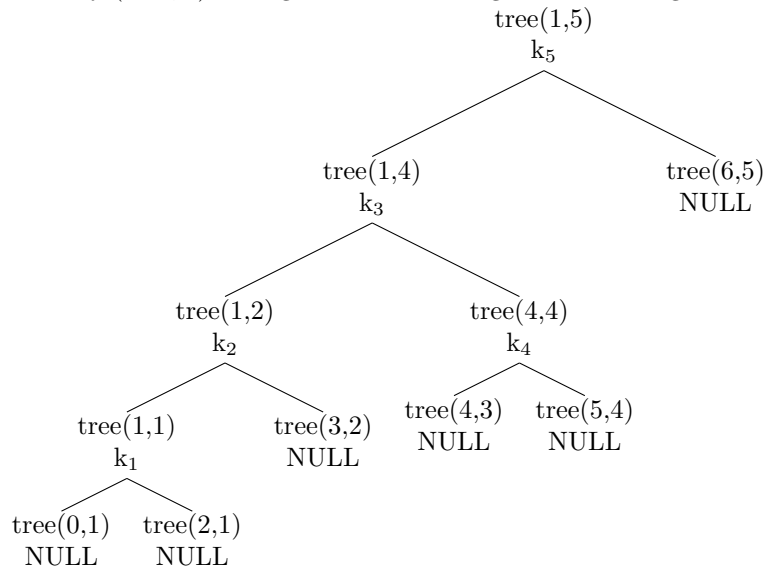 tree(1,5)
k₅
tree(1,4)
tree(6,5)
k₃
NULL
tree(1,2)
tree(4,4)
k₂
k₄
tree(1,1)
tree(3,2)
tree(4,3)
tree(5,4)
k₁
NULL
NULL
NULL
tree(0,1)
tree(2,1)
NULL
NULL